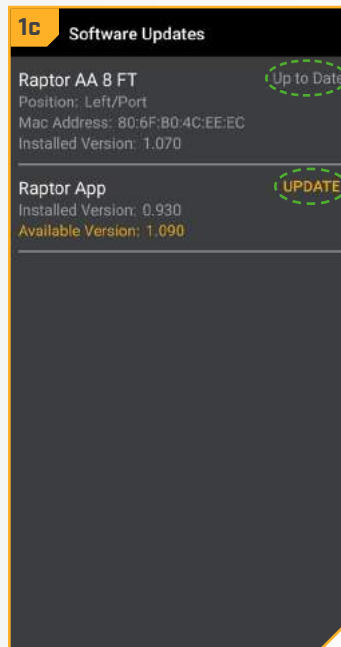 1c
Software Updates
Raptor AA 8 FT
Up to Date
Position: Left/Port
Mac Address: 80:6F:B0:4C:EE:EC
Installed Version: 1.070
Raptor App
UPDATE
Installed Version: 0.930
Available Version: 1.090